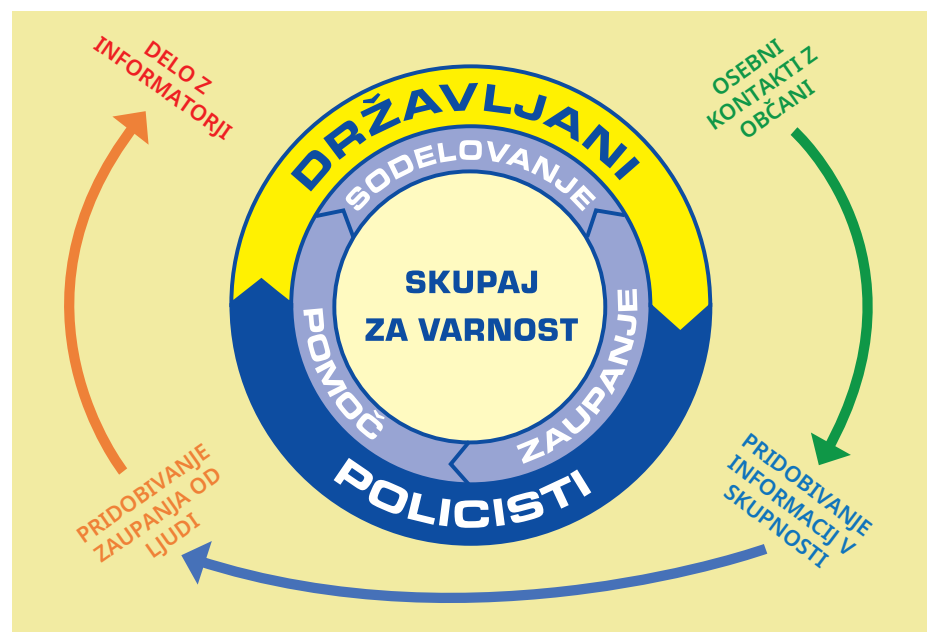 DELO Z
INFORMATORJI
OSEBNI
KONTAKTI Z
OBČANI
DRŽAVLJANI
SODELOVANJE
SKUPAJ
ZA VARNOST
POMOČ
ZAUPANJE
POLICISTI
PRIDOBIVANJE
ZAUPANJA OD
LJUDI
PRIDOBIVANJE
INFORMACIJ V
SKUPNOSTI